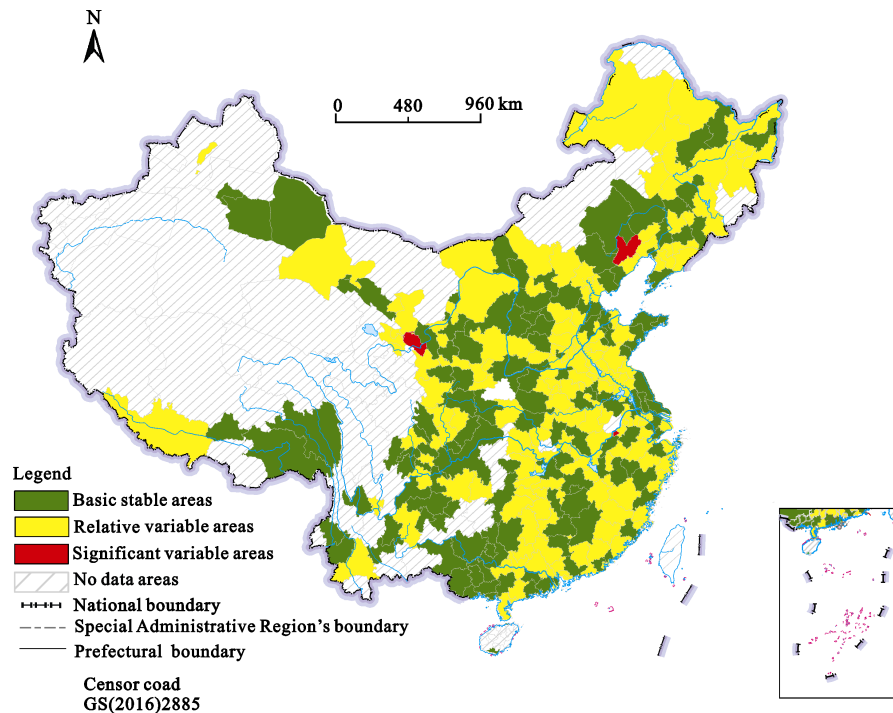 N
0 480 960 km
Legend
Basic stable areas
Relative variable areas
Significant variable areas
No data areas
National boundary
Special Administrative Region's boundary
Prefectural boundary
Censor coad
GS(2016)2885